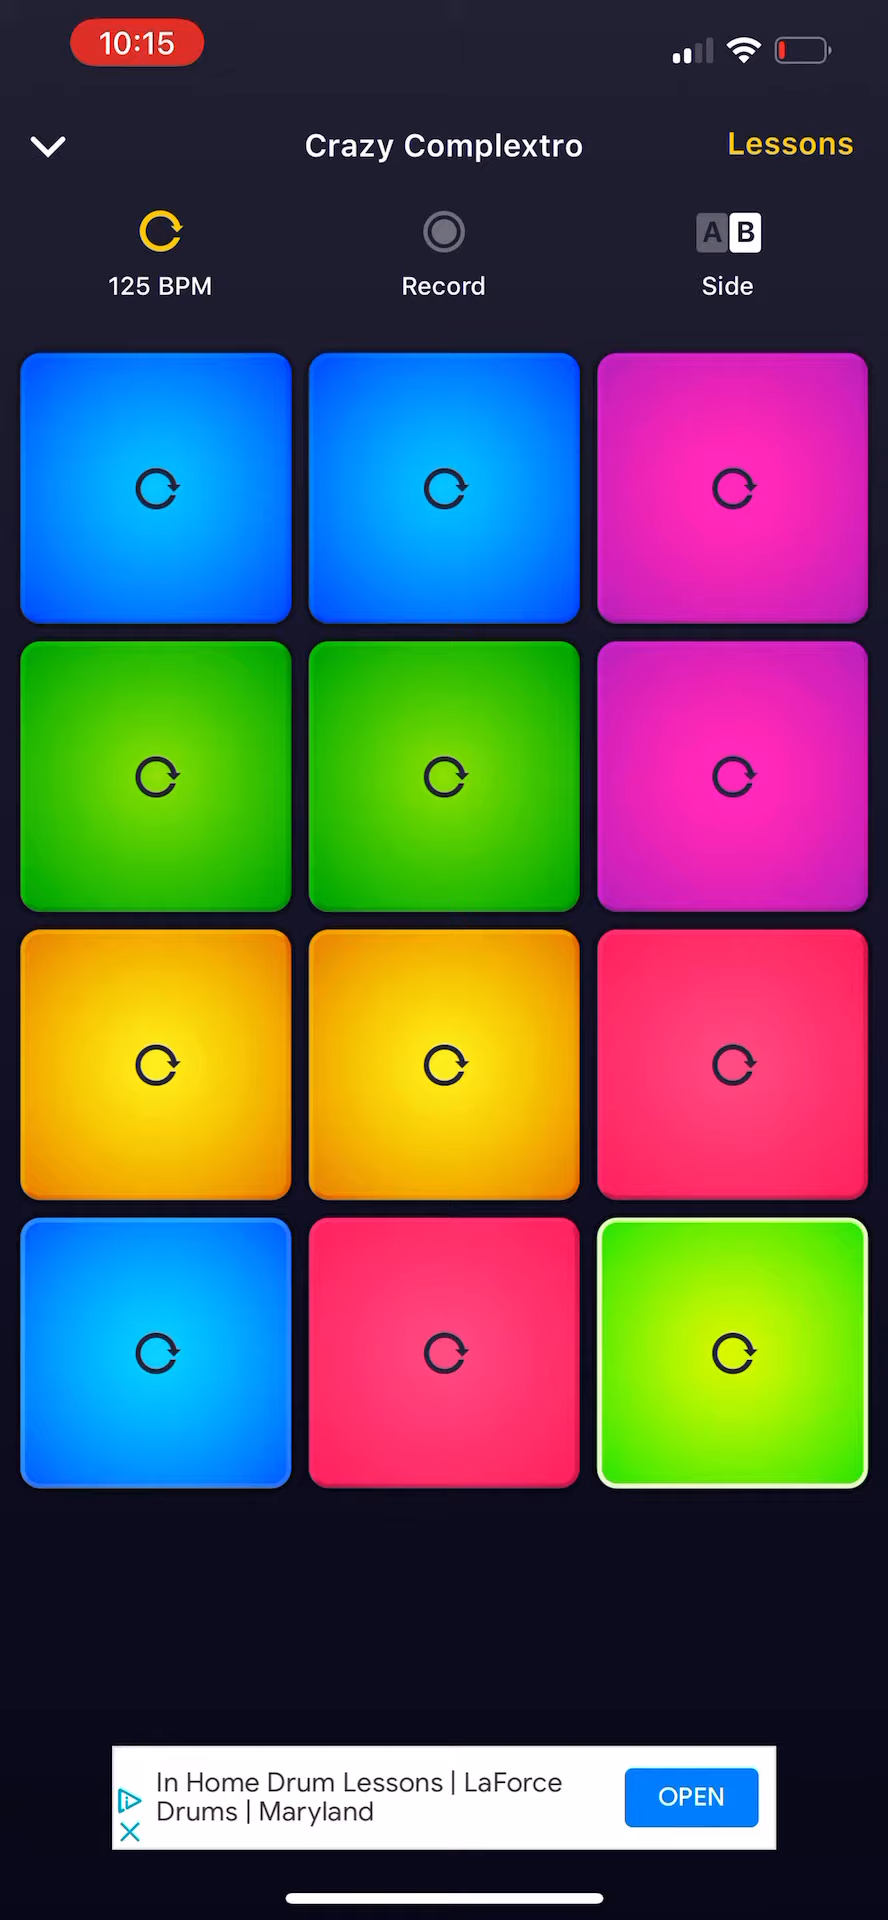 10:15
Crazy Complextro
Lessons
A B
125 BPM
Record
Side
In Home Drum Lessons | LaForce
Drums | Maryland
OPEN